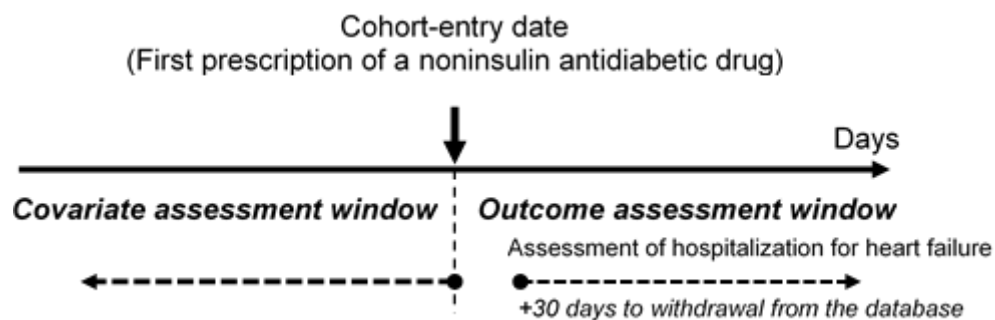 Cohort-entry date
(First prescription of a noninsulin antidiabetic drug)
Days
Covariate assessment window
Outcome assessment window
Assessment of hospitalization for heart failure
+30 days to withdrawal from the database